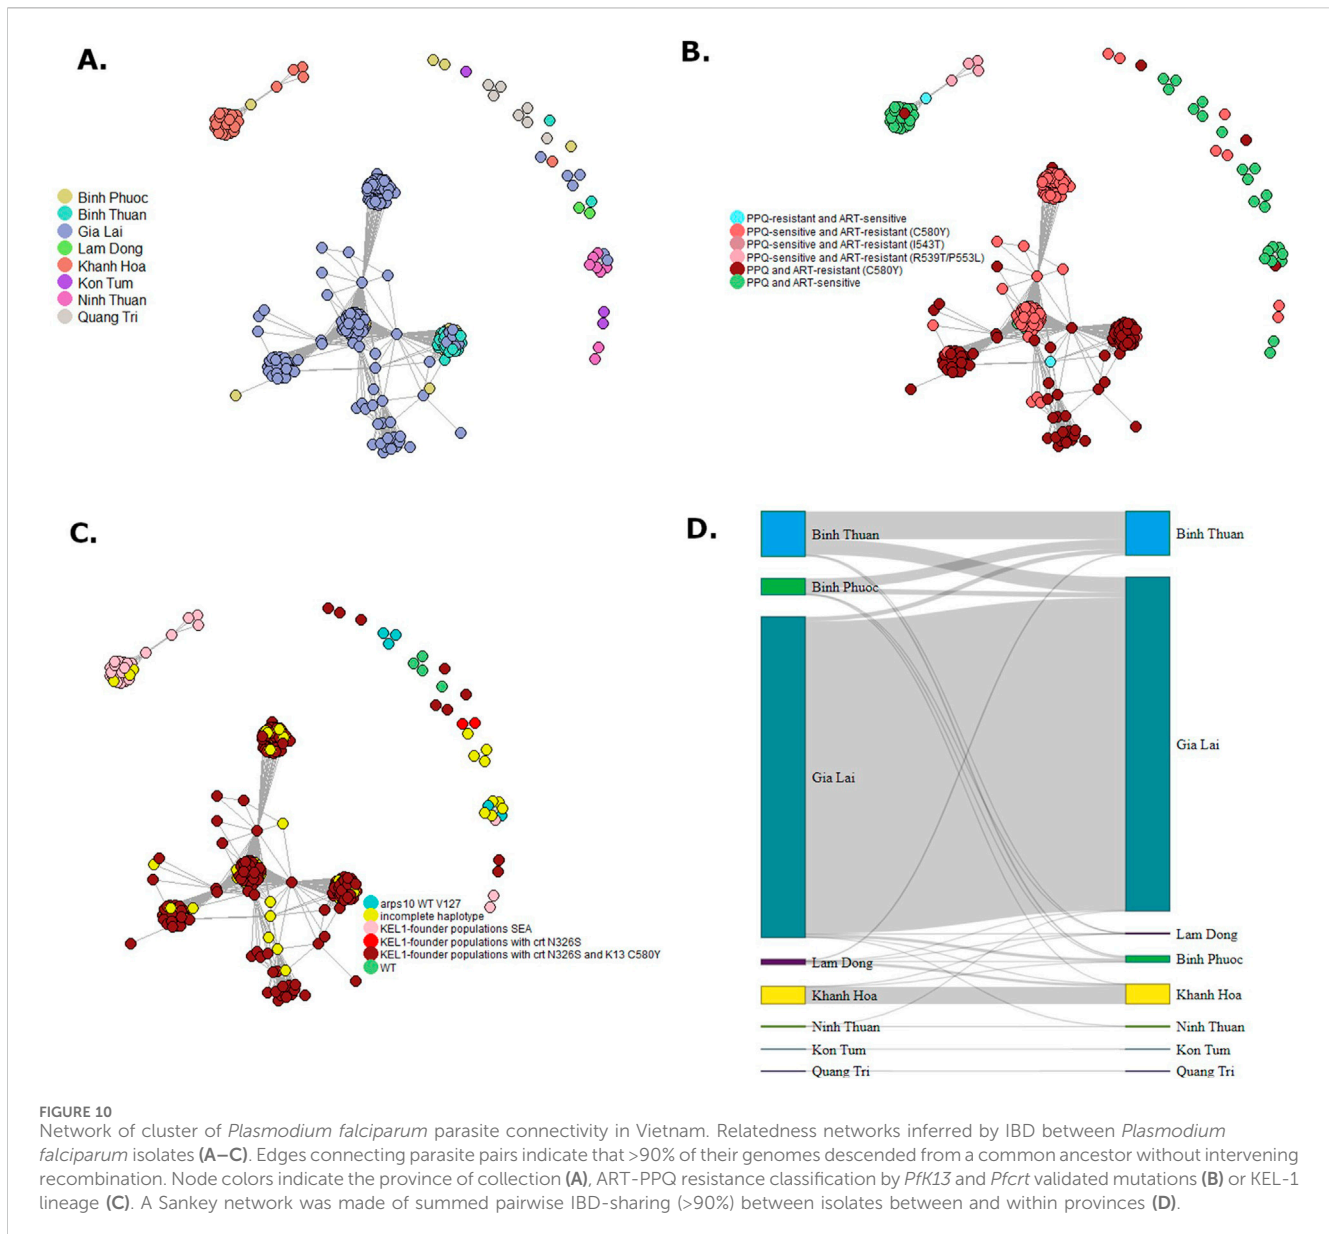 A.
Binh Phuoc
Binh Thuan
Gia Lai
Lam Dong
Khanh Hoa
Kon Tum
Ninh Thuan
Quang Tri
B.
PPQ-resistant and ART-sensitive
PPQ-sensitive and ART-resistant (C580Y)
PPQ-sensitive and ART-resistant (I543T)
PPQ-sensitive and ART-resistant (R539T/P553L)
PPQ and ART-resistant (C580Y)
PPQ and ART-sensitive
C.
arps10 WT V127
incomplete haplotype
KEL1-founder populations SEA
KEL1-founder populations with crt N326S
KEL1-founder populations with crt N326S and K13 C580Y
WT
D.
Binh Thuan
Binh Phuoc
Gia Lai
Lam Dong
Khanh Hoa
Ninh Thuan
Kon Tum
Quang Tri
Binh Thuan
Gia Lai
Lam Dong
Binh Phuoc
Khanh Hoa
Ninh Thuan
Kon Tum
Quang Tri
FIGURE 10
Network of cluster of Plasmodium falciparum parasite connectivity in Vietnam. Relatedness networks inferred by IBD between Plasmodium
falciparum isolates (A–C). Edges connecting parasite pairs indicate that >90% of their genomes descended from a common ancestor without intervening
recombination. Node colors indicate the province of collection (A), ART-PPQ resistance classification by PfK13 and Pfcrt validated mutations (B) or KEL-1
lineage (C). A Sankey network was made of summed pairwise IBD-sharing (>90%) between isolates between and within provinces (D).